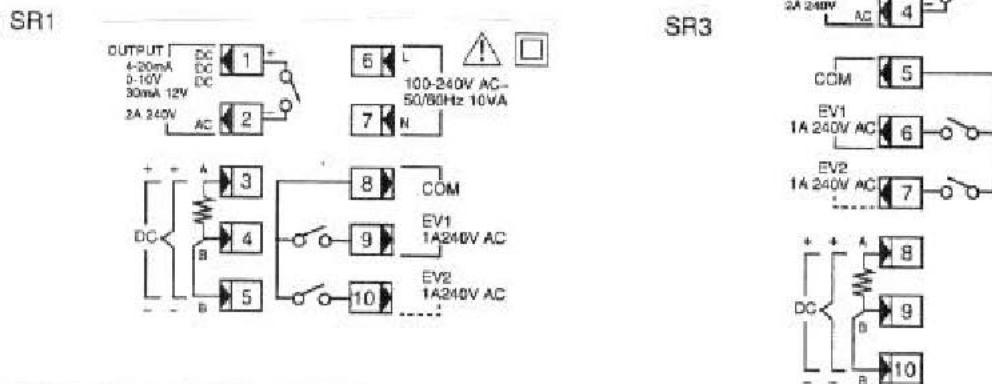 SR1
OUTPUT DC
4-20mA DC
0-10V DC
30mA 12V
2A 240V AC
1 +
2 -
6 L
100-240V AC~
50/60Hz 10VA
7 N
+ + A 3
DC 4
B
- - B 5
8 COM
EV1
9 1A240V AC
EV2
10 1A240V AC
SR3
2A 240V AC 4 -
COM 5
EV1
1A 240V AC 6
EV2
1A 240V AC 7
+ + A 8
DC 9
B
- - B 10